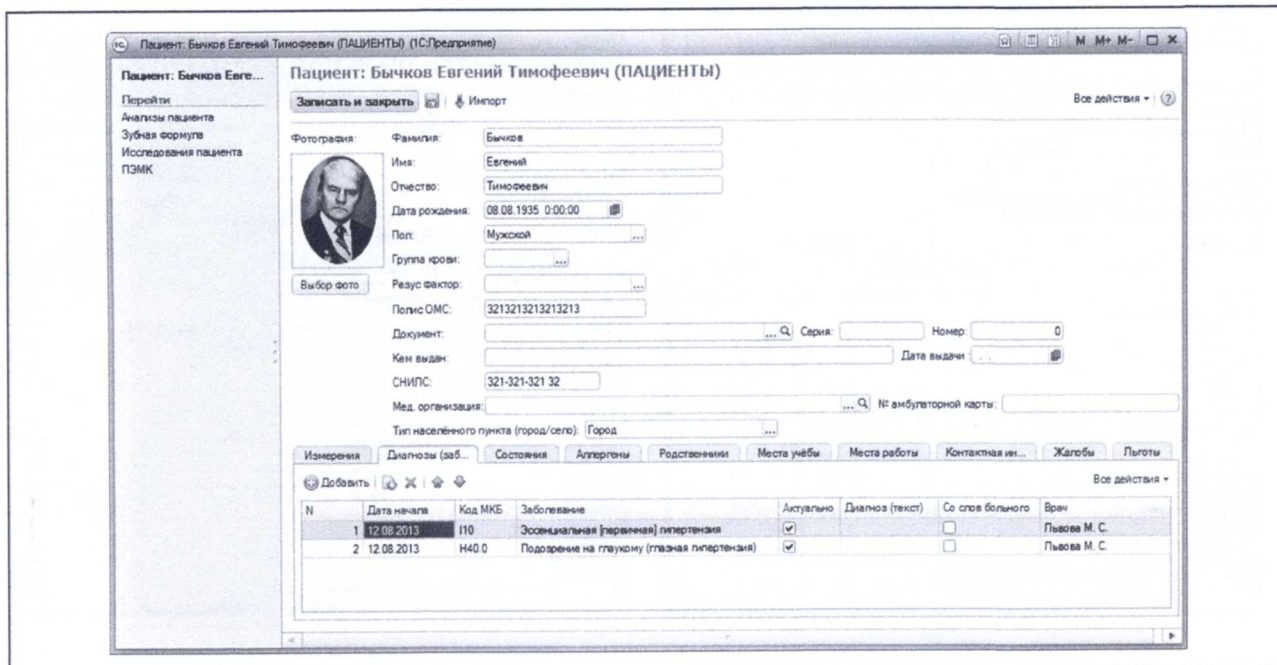 1С Пациент: Бычков Евгений Тимофеевич (ПАЦИЕНТЫ) (1С:Предприятие) 31 M M+ M-
Пациент: Бычков Евге...
Перейти
Анализы пациента
Зубная формула
Исследования пациента
ПЭМК
Пациент: Бычков Евгений Тимофеевич (ПАЦИЕНТЫ)
Записать и закрыть Импорт Все действия ?
Фотография: Фамилия: Бычков
Имя: Евгений
Отчество: Тимофеевич
Дата рождения: 08.08.1935 0:00:00
Пол: Мужской ...
Группа крови: ...
Выбор фото Резус фактор: ...
Полис ОМС: 3213213213213213
Документ: ... Серия: Номер: 0
Кем выдан: Дата выдачи: . .
СНИЛС: 321-321-321 32
Мед. организация: ... № амбулаторной карты:
Тип населённого пункта (город/село): Город ...
Измерения Диагнозы (заб... Состояния Аллергены Родственники Места учёбы Места работы Контактная ин... Жалобы Льготы
Добавить Все действия
N Дата начала Код МКБ Заболевание Актуально Диагноз (текст) Со слов больного Врач
1 12.08.2013 I10 Эссенциальная [первичная] гипертензия Львова М. С.
2 12.08.2013 H40.0 Подозрение на глаукому (глазная гипертензия) Львова М. С.